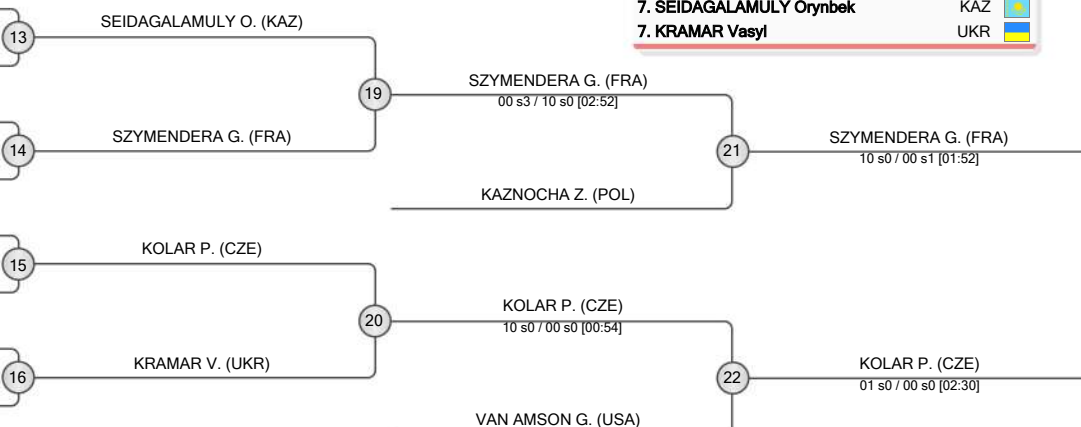 7. SEIDAGALAMULY Orynbek KAZ
7. KRAMAR Vasyl UKR
13
SEIDAGALAMULY O. (KAZ)
19
SZYMENDERA G. (FRA)
00 s3 / 10 s0 [02:52]
14
SZYMENDERA G. (FRA)
21
SZYMENDERA G. (FRA)
10 s0 / 00 s1 [01:52]
KAZNOCHA Z. (POL)
15
KOLAR P. (CZE)
20
KOLAR P. (CZE)
10 s0 / 00 s0 [00:54]
16
KRAMAR V. (UKR)
22
KOLAR P. (CZE)
01 s0 / 00 s0 [02:30]
VAN AMSON G. (USA)